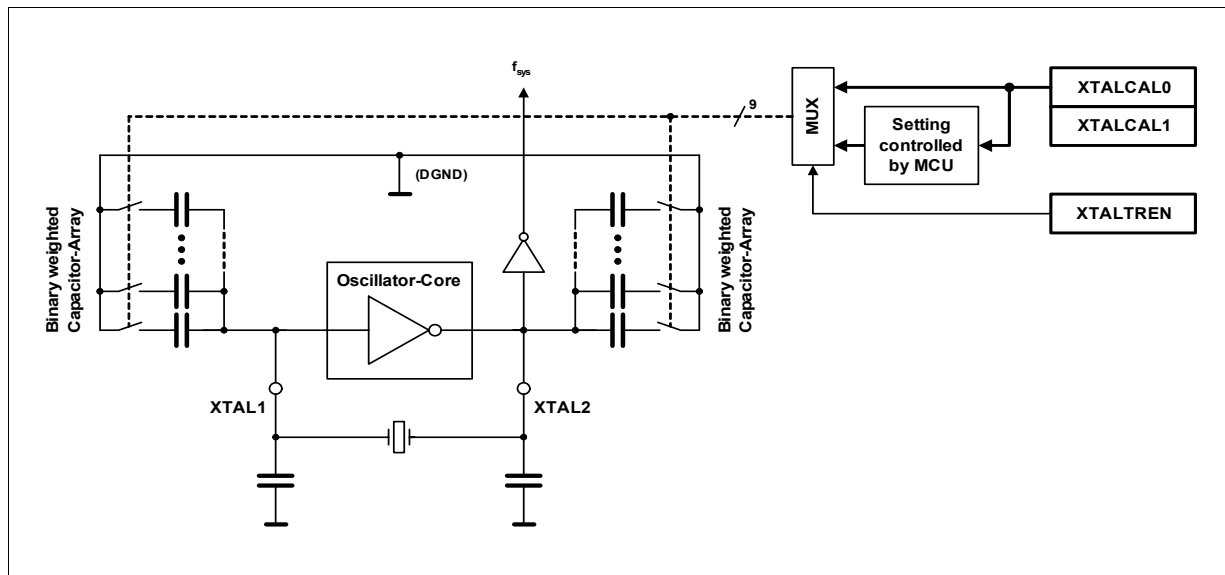 f_sys
9
MUX
XTALCAL0
XTALCAL1
Setting
controlled
by MCU
XTALTREN
(DGND)
Binary weighted
Capacitor-Array
Oscillator-Core
Binary weighted
Capacitor-Array
XTAL1
XTAL2